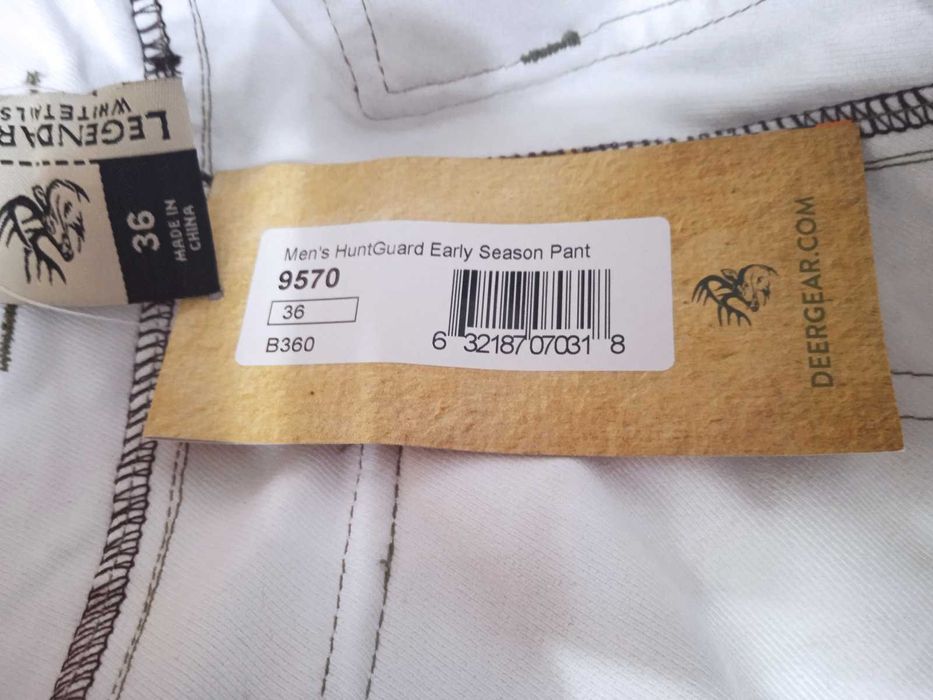 LEGENDAR
WHITETAILS
36
MADE IN
CHINA
Men's HuntGuard Early Season Pant
9570
36
B360
6 32187 07031 8
DEERGEAR.COM